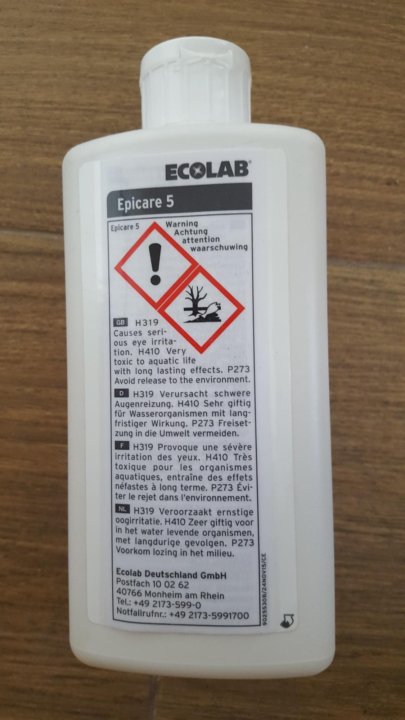 ECOLAB®
Epicare 5
Epicare 5
Warning
Achtung
attention
waarschuwing
GB H319
Causes seri-
ous eye irrita-
tion. H410 Very
toxic to aquatic life
with long lasting effects. P273
Avoid release to the environment.
D H319 Verursacht schwere
Augenreizung. H410 Sehr giftig
für Wasserorganismen mit lang-
fristiger Wirkung. P273 Freiset-
zung in die Umwelt vermeiden.
F H319 Provoque une sévère
irritation des yeux. H410 Très
toxique pour les organismes
aquatiques, entraîne des effets
néfastes à long terme. P273 Évi-
ter le rejet dans l'environnement.
NL H319 Veroorzaakt ernstige
oogirritatie. H410 Zeer giftig voor
in het water levende organismen,
met langdurige gevolgen. P273
Voorkom lozing in het milieu.
Ecolab Deutschland GmbH
Postfach 10 02 62
40766 Monheim am Rhein
Tel.: +49 2173-599-0
Notfallrufnr.: +49 2173-5991700